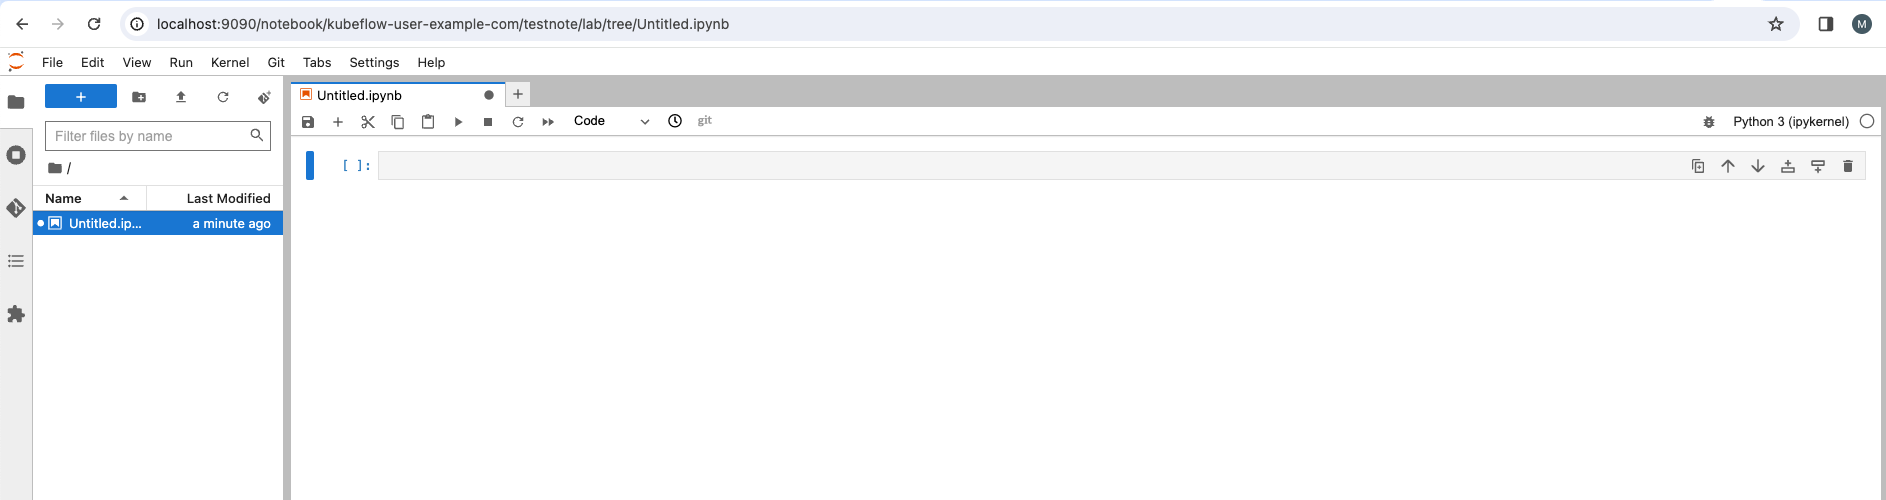 localhost:9090/notebook/kubeflow-user-example-com/testnote/lab/tree/Untitled.ipynb
M
File Edit View Run Kernel Git Tabs Settings Help
Untitled.ipynb
Filter files by name
Code
git
Python 3 (ipykernel)
/
[ ]:
Name Last Modified
Untitled.ip... a minute ago